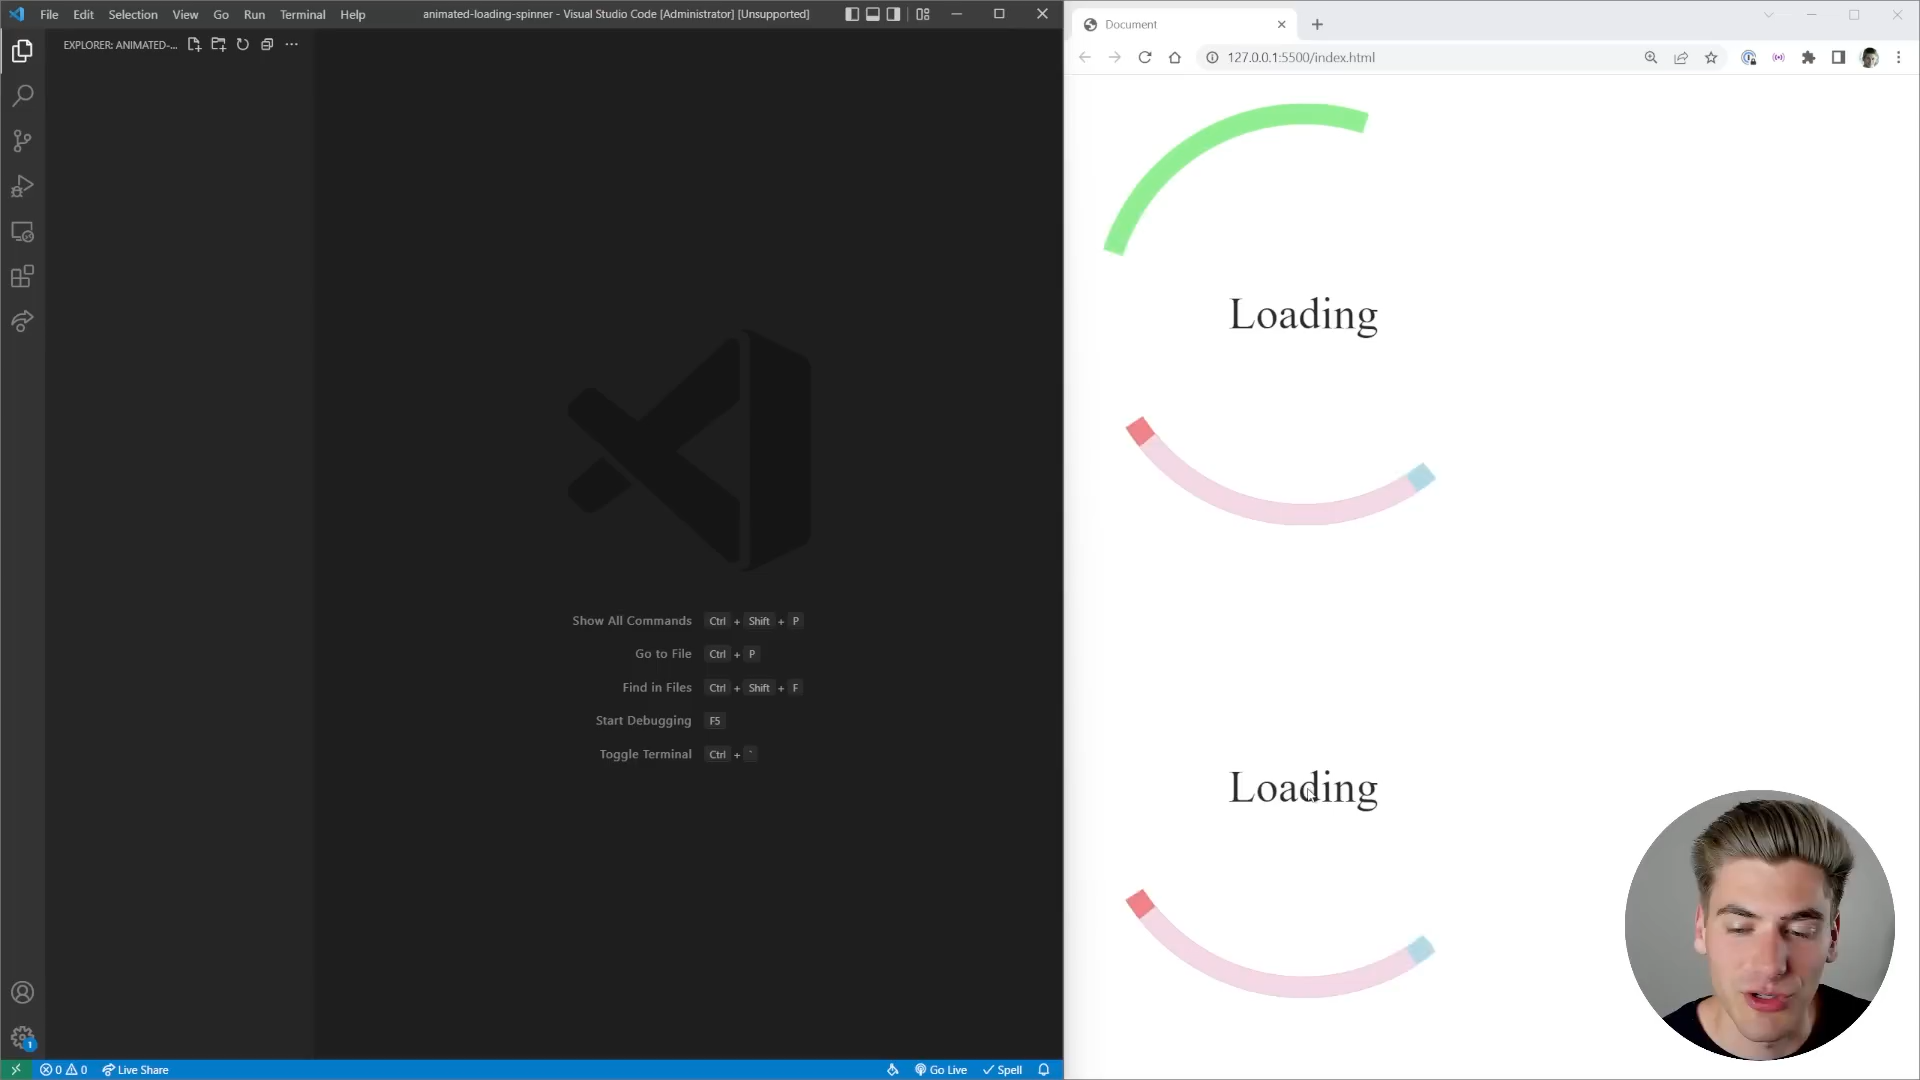 File Edit Selection View Go Run Terminal Help
animated-loading-spinner - Visual Studio Code [Administrator] [Unsupported]
EXPLORER: ANIMATED-...
Show All Commands Ctrl + Shift + P
Go to File Ctrl + P
Find in Files Ctrl + Shift + F
Start Debugging F5
Toggle Terminal Ctrl + `
1
0 0 Live Share
Go Live Spell
Document
127.0.0.1:5500/index.html
Loading
Loading